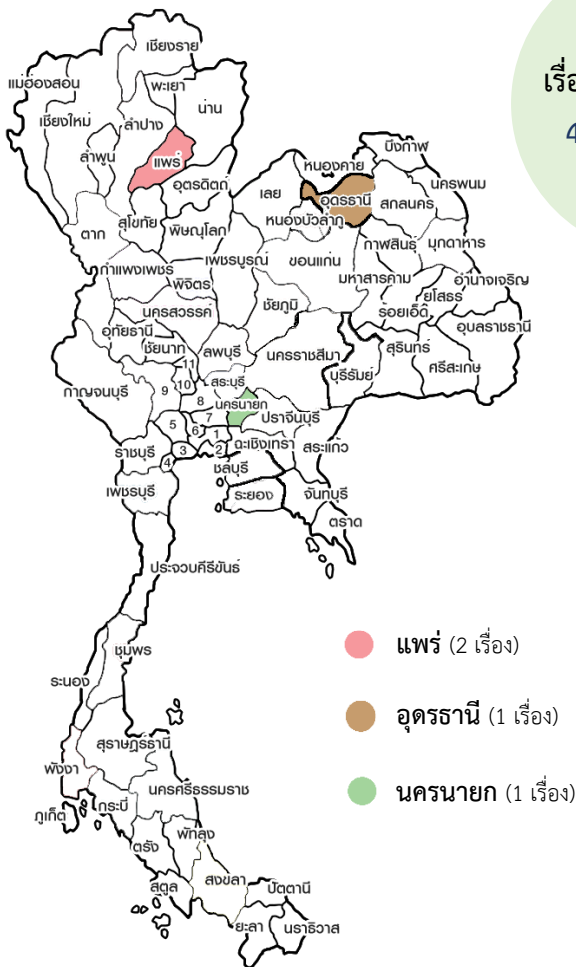 เชียงราย
แม่ฮ่องสอน
พะเยา
น่าน
เชียงใหม่
ลำปาง
ลำพูน
แพร่
อุตรดิตถ์
เรื่อ
4
หนองคาย
บึงกาฬ
เลย
อุดรธานี
นครพนม
สกลนคร
หนองบัวลำภู
ตาก
สุโขทัย
พิษณุโลก
เพชรบูรณ์
ขอนแก่น
กาฬสินธุ์
มุกดาหาร
กำแพงเพชร
พิจิตร
มหาสารคาม
ยโสธร
อำนาจเจริญ
ร้อยเอ็ด
นครสวรรค์
ชัยภูมิ
อุบลราชธานี
อุทัยธานี
ชัยนาท
ลพบุรี
นครราชสีมา
บุรีรัมย์
สุรินทร์
ศรีสะเกษ
11
10
9
สระบุรี
กาญจนบุรี
8
นครนายก
7
ปราจีนบุรี
5
6
1
ฉะเชิงเทรา
สระแก้ว
ราชบุรี
3
2
4
ชลบุรี
เพชรบุรี
ระยอง
จันทบุรี
ตราด
ประจวบคีรีขันธ์
ชุมพร
ระนอง
สุราษฎร์ธานี
พังงา
นครศรีธรรมราช
กระบี่
ภูเก็ต
ตรัง
พัทลุง
สตูล
สงขลา
ปัตตานี
ยะลา
นราธิวาส
แพร่ (2 เรื่อง)
อุดรธานี (1 เรื่อง)
นครนายก (1 เรื่อง)